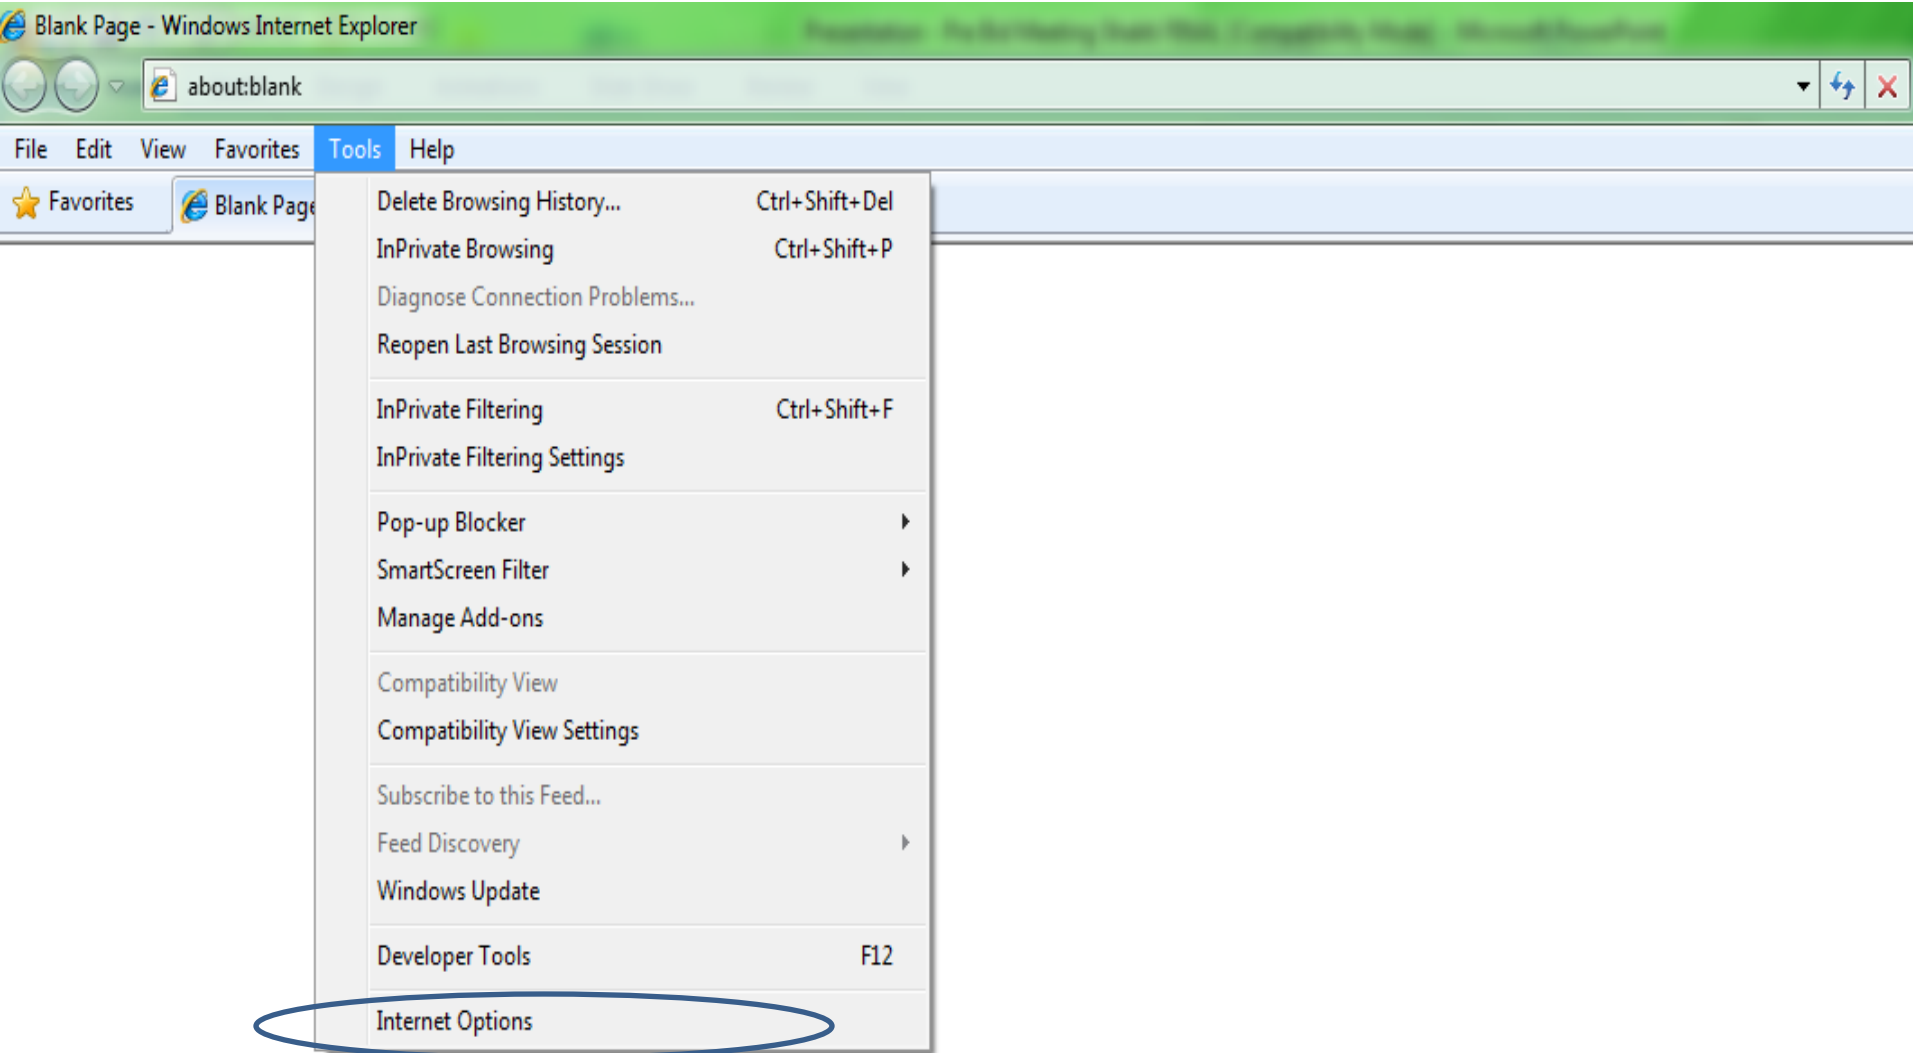 Blank Page - Windows Internet Explorer
about:blank
File Edit View Favorites Tools Help
Favorites Blank Page
Delete Browsing History... Ctrl+Shift+Del
InPrivate Browsing Ctrl+Shift+P
Diagnose Connection Problems...
Reopen Last Browsing Session
InPrivate Filtering Ctrl+Shift+F
InPrivate Filtering Settings
Pop-up Blocker
SmartScreen Filter
Manage Add-ons
Compatibility View
Compatibility View Settings
Subscribe to this Feed...
Feed Discovery
Windows Update
Developer Tools F12
Internet Options